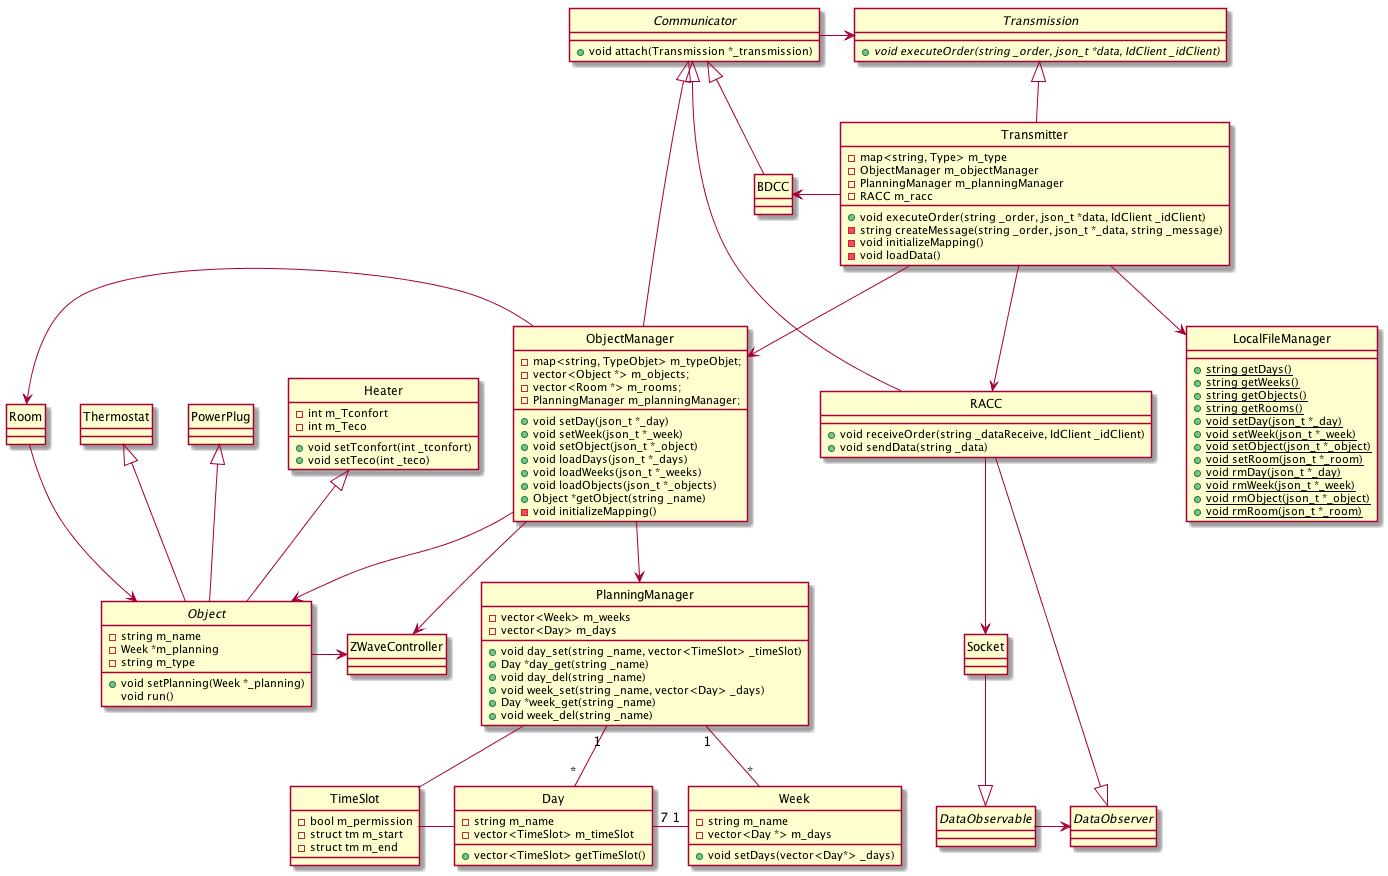 Communicator
void attach(Transmission *_transmission)
Transmission
void executeOrder(string _order, json_t *data, IdClient _idClient)
Transmitter
map<string, Type> m_type
ObjectManager m_objectManager
PlanningManager m_planningManager
RACC m_racc
void executeOrder(string _order, json_t *data, IdClient _idClient)
string createMessage(string _order, json_t *_data, string _message)
void initializeMapping()
void loadData()
BDCC
ObjectManager
map<string, TypeObjet> m_typeObjet;
vector<Object *> m_objects;
vector<Room *> m_rooms;
PlanningManager m_planningManager;
void setDay(json_t *_day)
void setWeek(json_t *_week)
void setObject(json_t *_object)
void loadDays(json_t *_days)
void loadWeeks(json_t *_weeks)
void loadObjects(json_t *_objects)
Object *getObject(string _name)
void initializeMapping()
LocalFileManager
string getDays()
string getWeeks()
string getObjects()
string getRooms()
void setDay(json_t *_day)
void setWeek(json_t *_week)
void setObject(json_t *_object)
void setRoom(json_t *_room)
void rmDay(json_t *_day)
void rmWeek(json_t *_week)
void rmObject(json_t *_object)
void rmRoom(json_t *_room)
Room
Thermostat
PowerPlug
Heater
int m_Tconfort
int m_Teco
void setTconfort(int _tconfort)
void setTeco(int _teco)
RACC
void receiveOrder(string _dataReceive, IdClient _idClient)
void sendData(string _data)
Object
string m_name
Week *m_planning
string m_type
void setPlanning(Week *_planning)
void run()
ZWaveController
PlanningManager
vector<Week> m_weeks
vector<Day> m_days
void day_set(string _name, vector<TimeSlot> _timeSlot)
Day *day_get(string _name)
void day_del(string _name)
void week_set(string _name, vector<Day> _days)
Day *week_get(string _name)
void week_del(string _name)
Socket
1
1
*
*
TimeSlot
bool m_permission
struct tm m_start
struct tm m_end
Day
string m_name
vector<TimeSlot> m_timeSlot
vector<TimeSlot> getTimeSlot()
7 1
Week
string m_name
vector<Day *> m_days
void setDays(vector<Day*> _days)
DataObservable
DataObserver